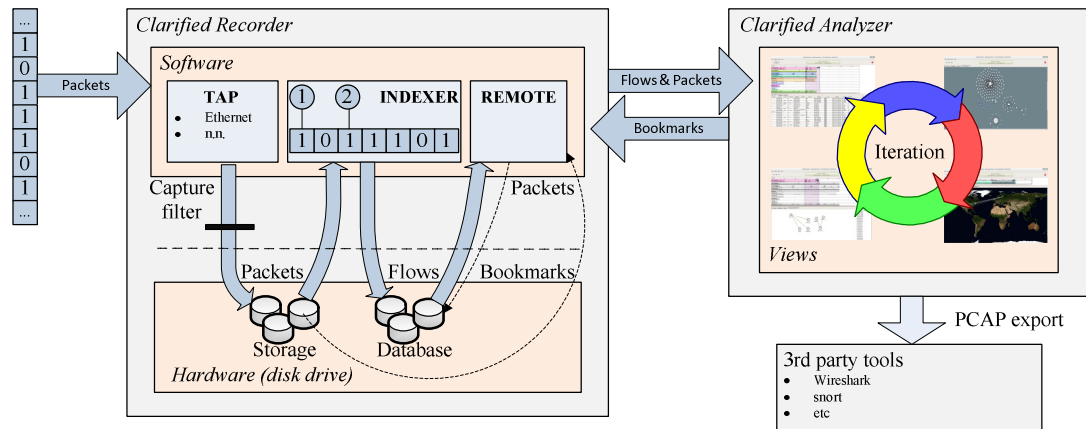 ...
1
0
1
1
1
0
1
...
Packets
Clarified Recorder
Software
TAP
• Ethernet
• n.n.
1 2 INDEXER
1 0 1 1 1 0 1
REMOTE
Capture
filter
Packets
Packets
Flows
Bookmarks
Storage
Database
Hardware (disk drive)
Flows & Packets
Bookmarks
Clarified Analyzer
Iteration
Views
PCAP export
3rd party tools
• Wireshark
• snort
• etc